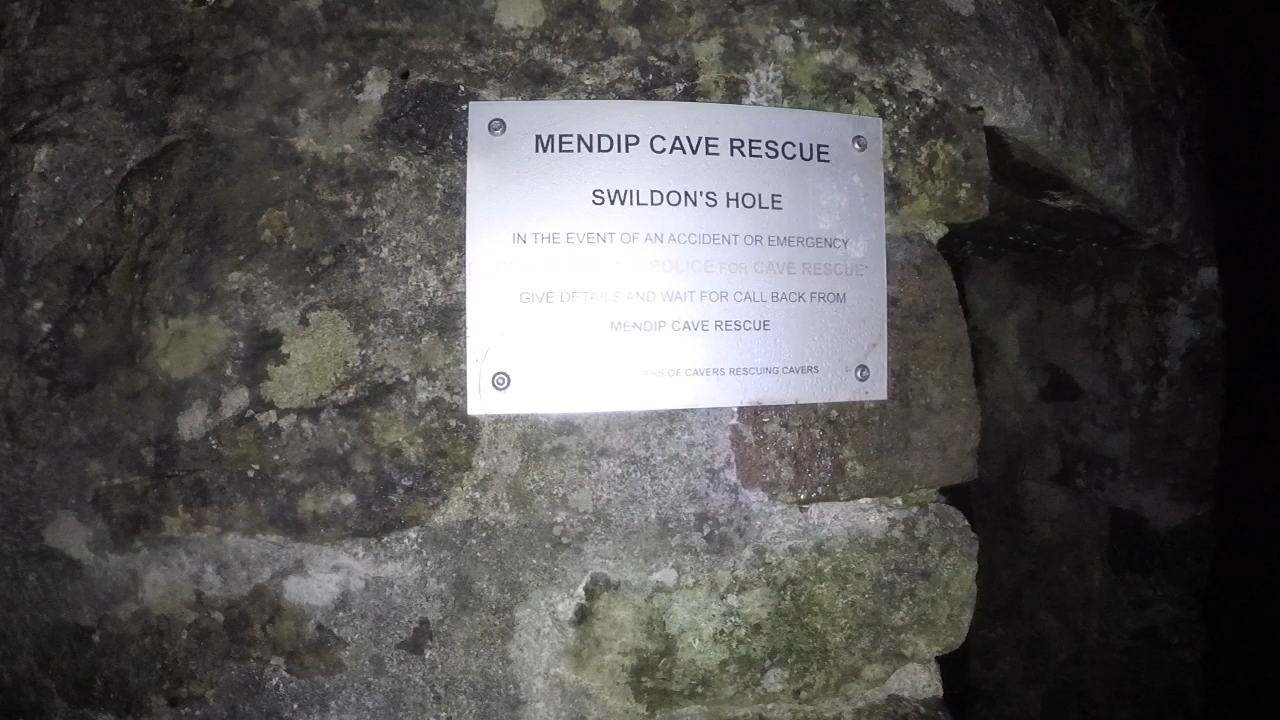 MENDIP CAVE RESCUE
SWILDON'S HOLE
IN THE EVENT OF AN ACCIDENT OR EMERGENCY
POLICE FOR CAVE RESCUE
GIVE DETAILS AND WAIT FOR CALL BACK FROM
MENDIP CAVE RESCUE
OF CAVERS RESCUING CAVERS